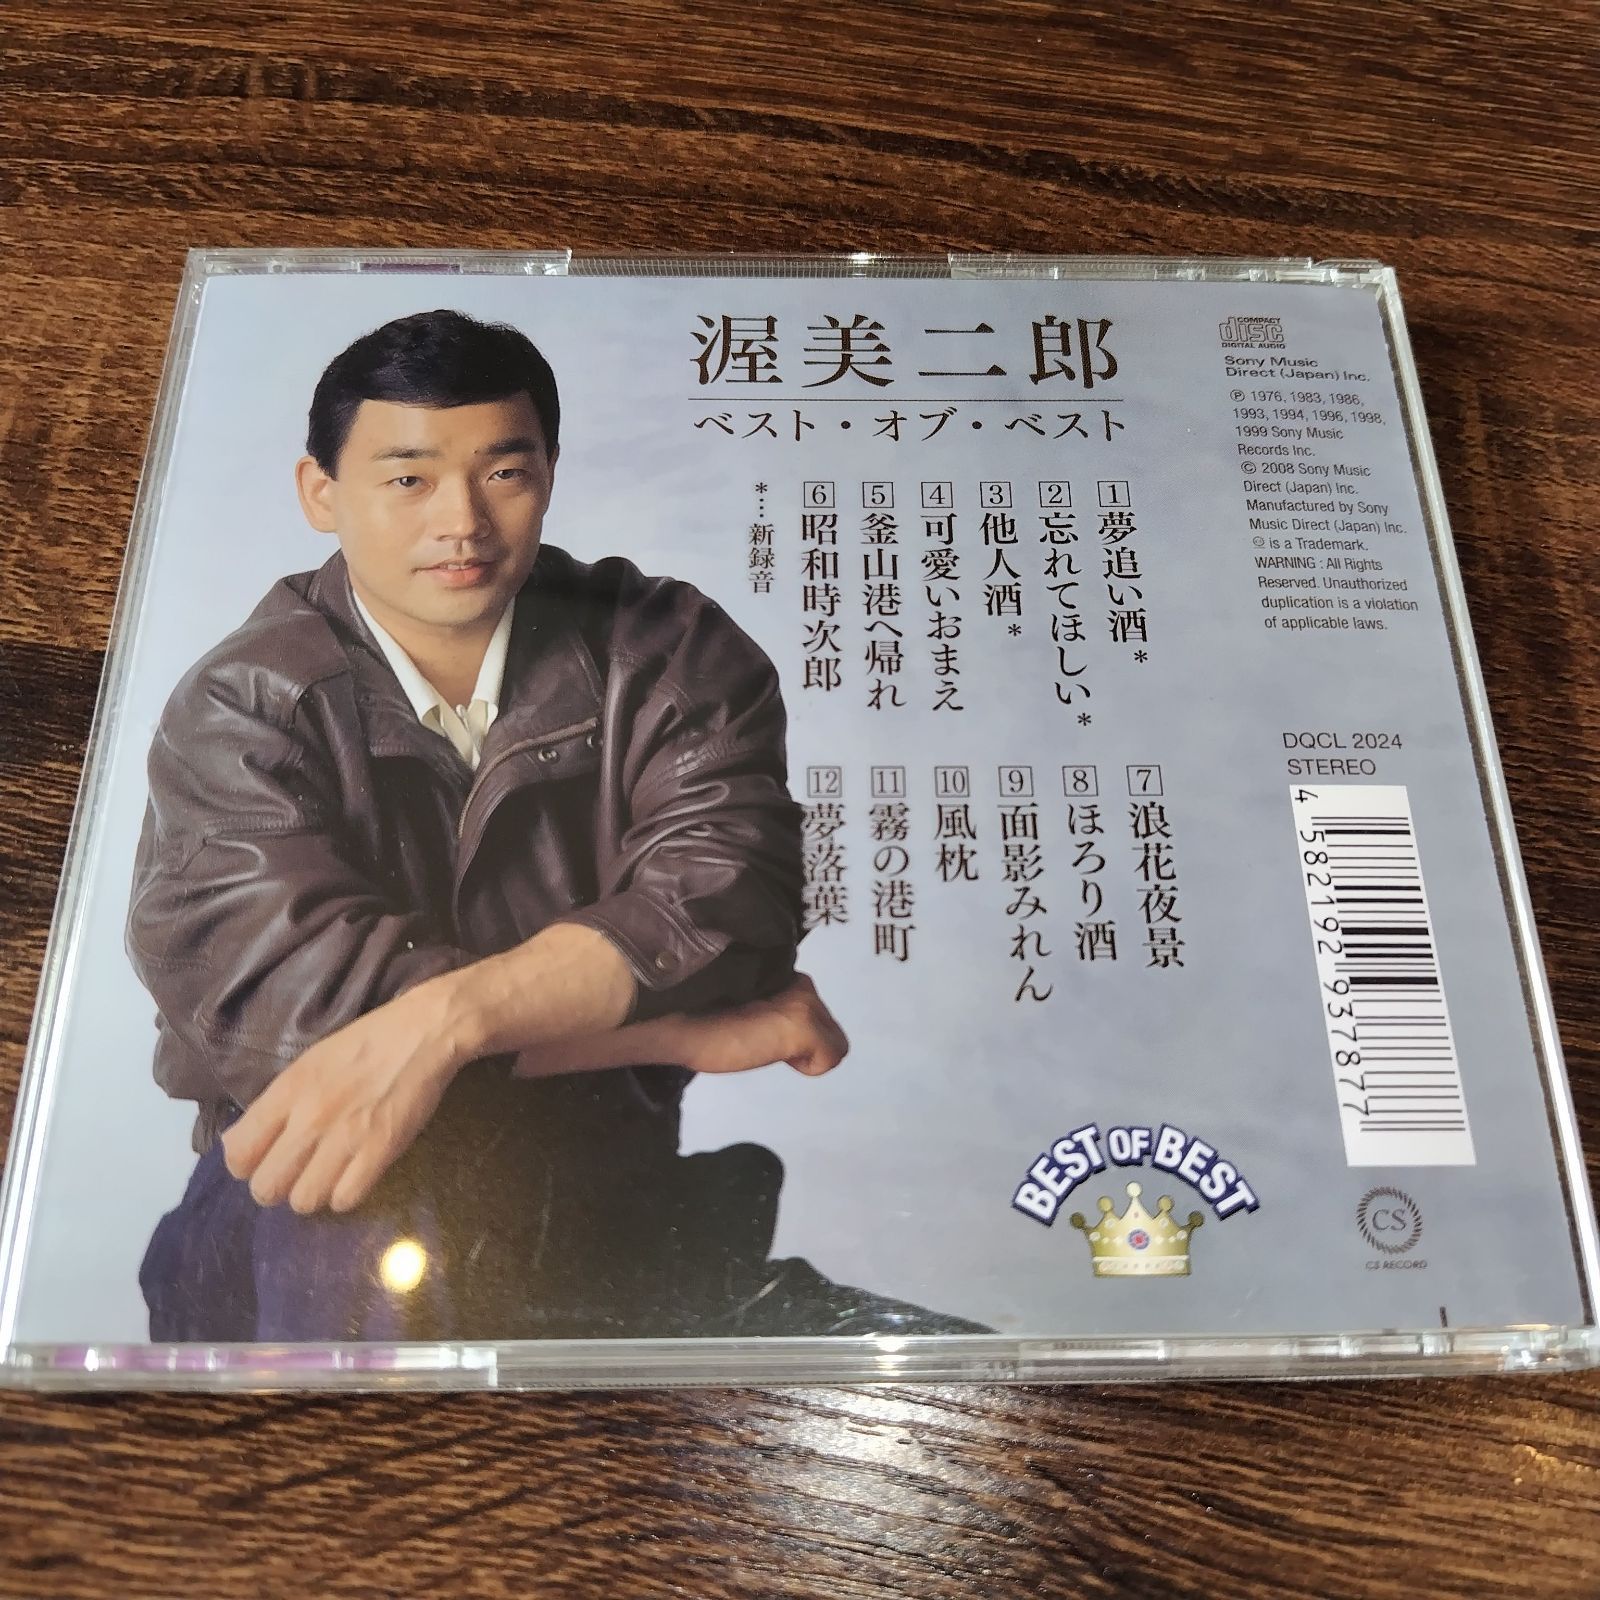 渥美二郎
ベスト・オブ・ベスト
1 夢追い酒*
2 忘れてほしい*
3 他人酒*
4 可愛いおまえ
5 釜山港へ帰れ
6 昭和時次郎
*…新録音
7 浪花夜景
8 ほろり酒
9 面影みれん
10 風枕
11 霧の港町
12 夢落葉
COMPACT
disc
DIGITAL AUDIO
Sony Music
Direct (Japan) Inc.
Ⓟ 1976, 1983, 1986,
1993, 1994, 1996, 1998,
1999 Sony Music
Records Inc.
© 2008 Sony Music
Direct (Japan) Inc.
Manufactured by Sony
Music Direct (Japan) Inc.
is a Trademark.
WARNING : All Rights
Reserved. Unauthorized
duplication is a violation
of applicable laws.
DQCL 2024
STEREO
4 582192 937877
BEST OF BEST
CS
CS RECORD